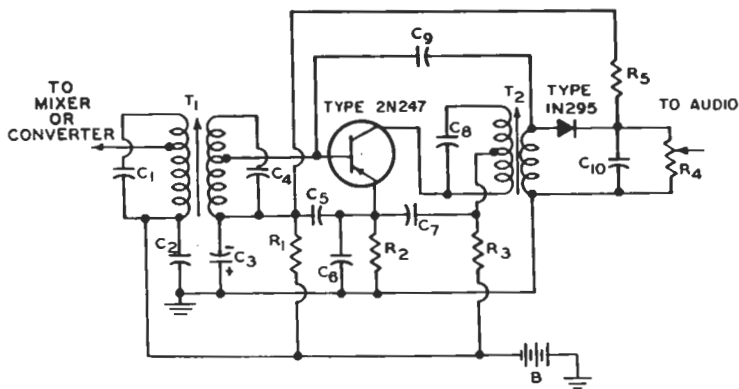 C9
TO
MIXER
OR
CONVERTER
T1
TYPE 2N247
T2
TYPE
1N295
R5
TO AUDIO
C1
C4
C8
C10
R4
C5
C7
C2
C3
- +
R1
C6
R2
R3
B